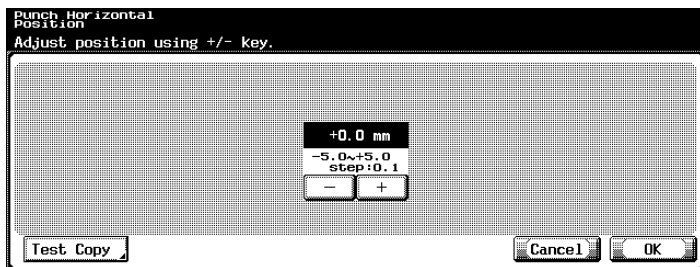 Punch Horizontal
Position
Adjust position using +/- key.
+0.0 mm
-5.0~+5.0
step:0.1
- +
Test Copy Cancel OK